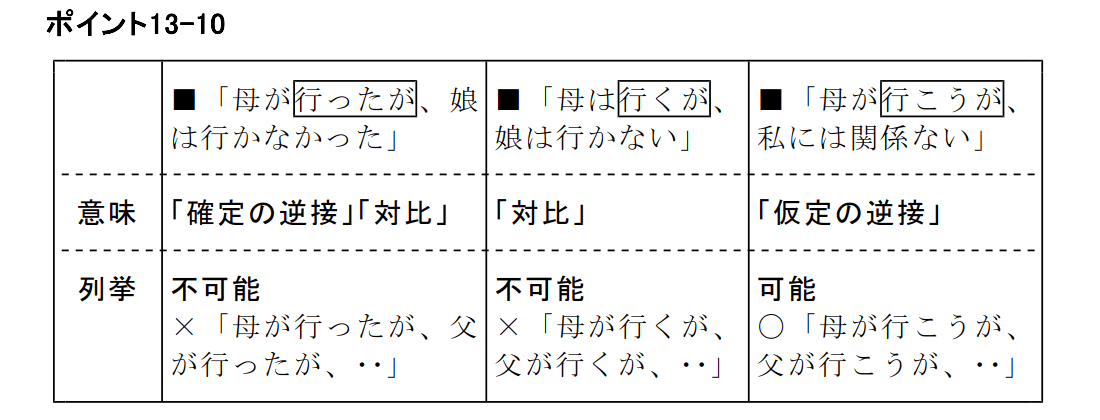 ポイント13-10
■「母が行ったが、娘
は行かなかった」
■「母は行くが、
娘は行かない」
■「母が行こうが、
私には関係ない」
意味
「確定の逆接」「対比」
「対比」
「仮定の逆接」
列挙
不可能
×「母が行ったが、父
が行ったが、‥」
不可能
×「母が行くが、
父が行くが、‥」
可能
○「母が行こうが、
父が行こうが、‥」